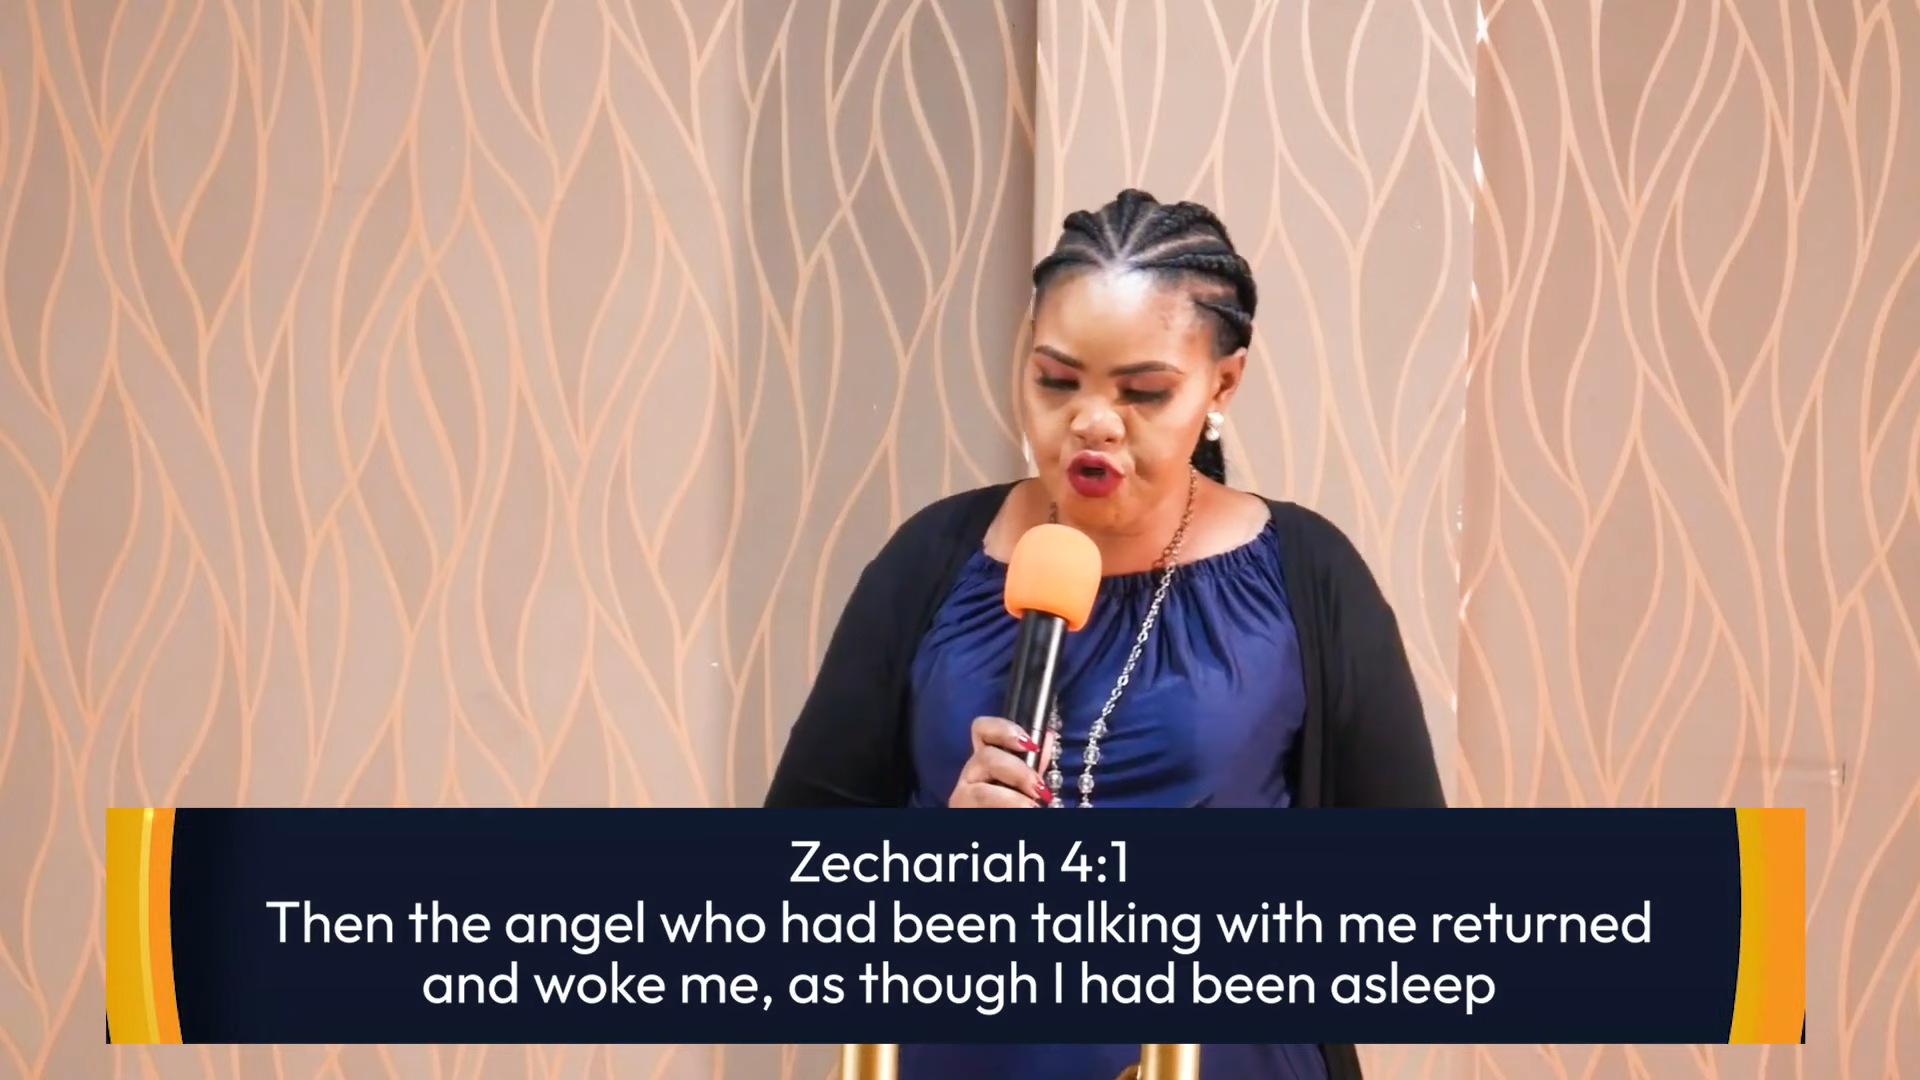 Zechariah 4:1
Then the angel who had been talking with me returned
and woke me, as though I had been asleep